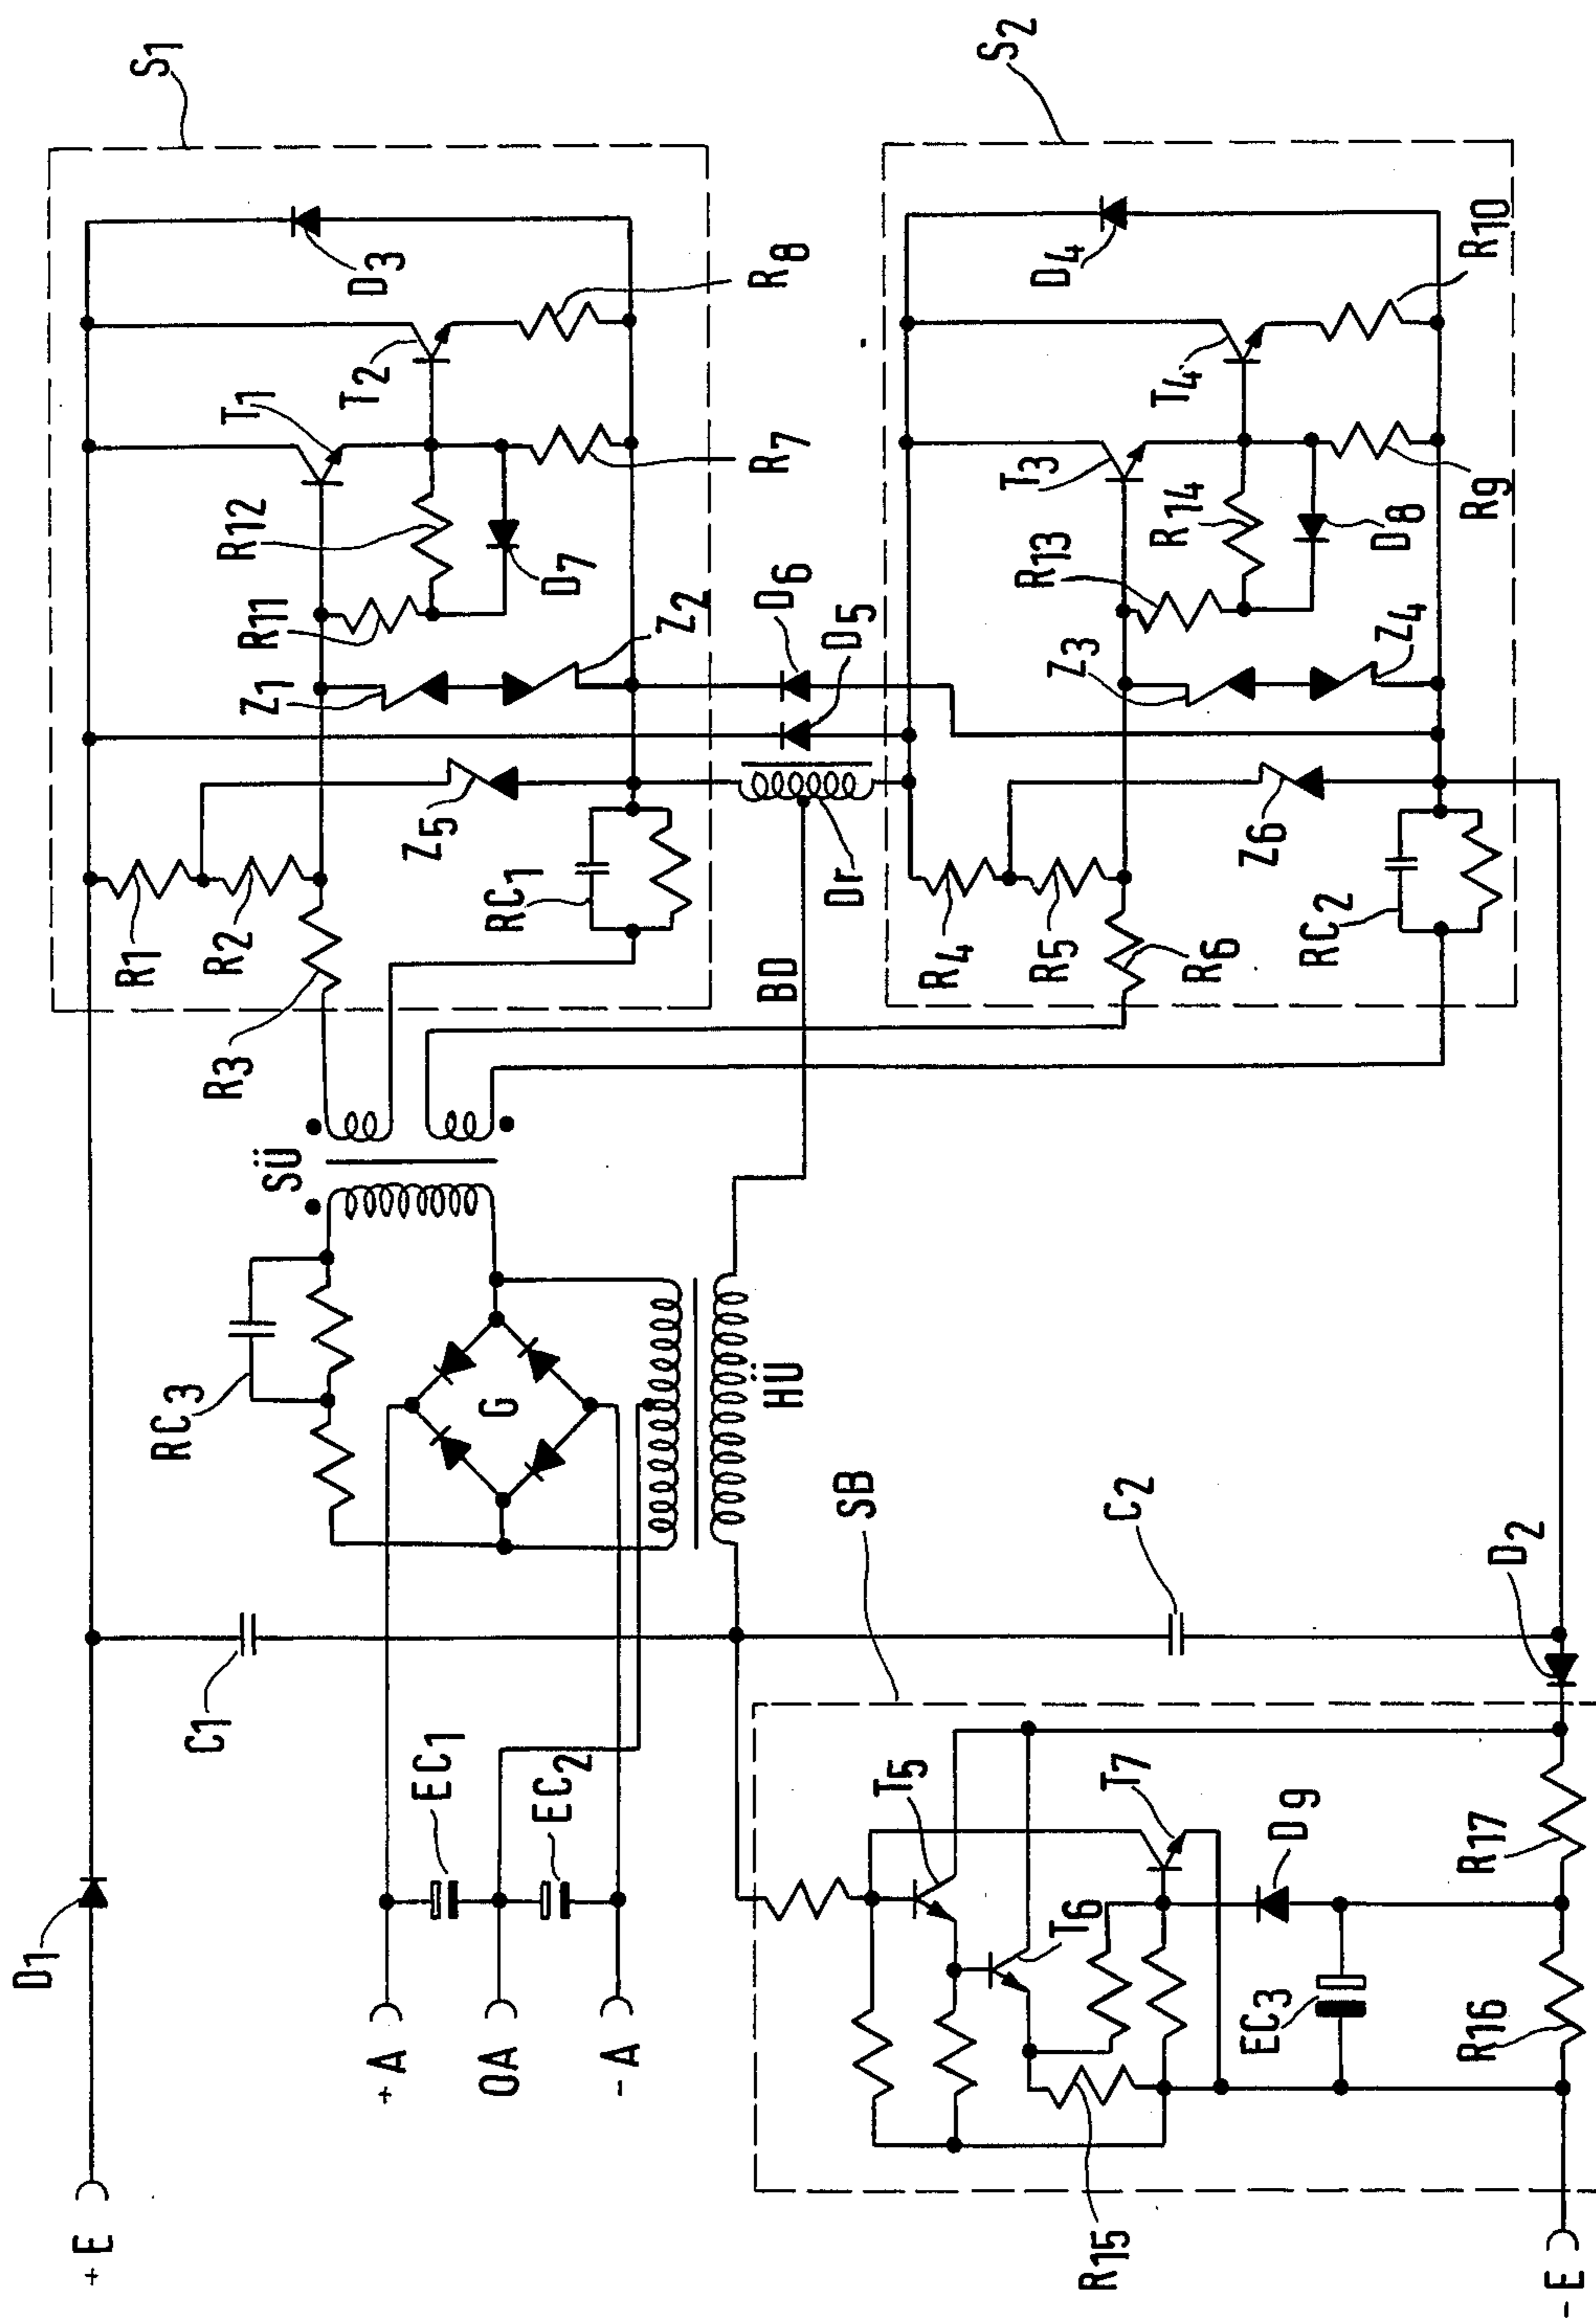 S1
S2
D3
R8
D4
R10
T2
T1
T4
T3
R7
R12
R11
D7
Z2
Z1
D6
D5
R14
R13
R9
D8
Z3
Z4
Z5
RC1
R1
R2
R3
Dr
BD
Z6
RC2
R4
R5
R6
SÜ
RC3
G
HÜ
SB
C2
D2
C1
EC1
EC2
T5
T7
D9
R17
T6
EC3
R16
R15
D1
+A
0A
-A
+E
-E